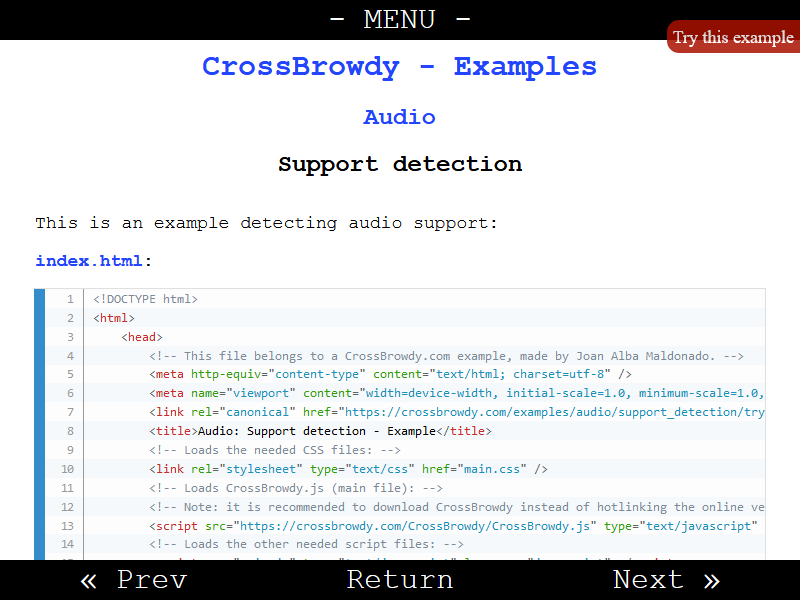 - MENU -
Try this example
CrossBrowdy - Examples
Audio
Support detection
This is an example detecting audio support:
index.html:
1 <!DOCTYPE html>
2 <html>
3 <head>
4 <!-- This file belongs to a CrossBrowdy.com example, made by Joan Alba Maldonado. -->
5 <meta http-equiv="content-type" content="text/html; charset=utf-8" />
6 <meta name="viewport" content="width=device-width, initial-scale=1.0, minimum-scale=1.0,
7 <link rel="canonical" href="https://crossbrowdy.com/examples/audio/support_detection/try
8 <title>Audio: Support detection - Example</title>
9 <!-- Loads the needed CSS files: -->
10 <link rel="stylesheet" type="text/css" href="main.css" />
11 <!-- Loads CrossBrowdy.js (main file): -->
12 <!-- Note: it is recommended to download CrossBrowdy instead of hotlinking the online ve
13 <script src="https://crossbrowdy.com/CrossBrowdy/CrossBrowdy.js" type="text/javascript"
14 <!-- Loads the other needed script files: -->
« Prev Return Next »